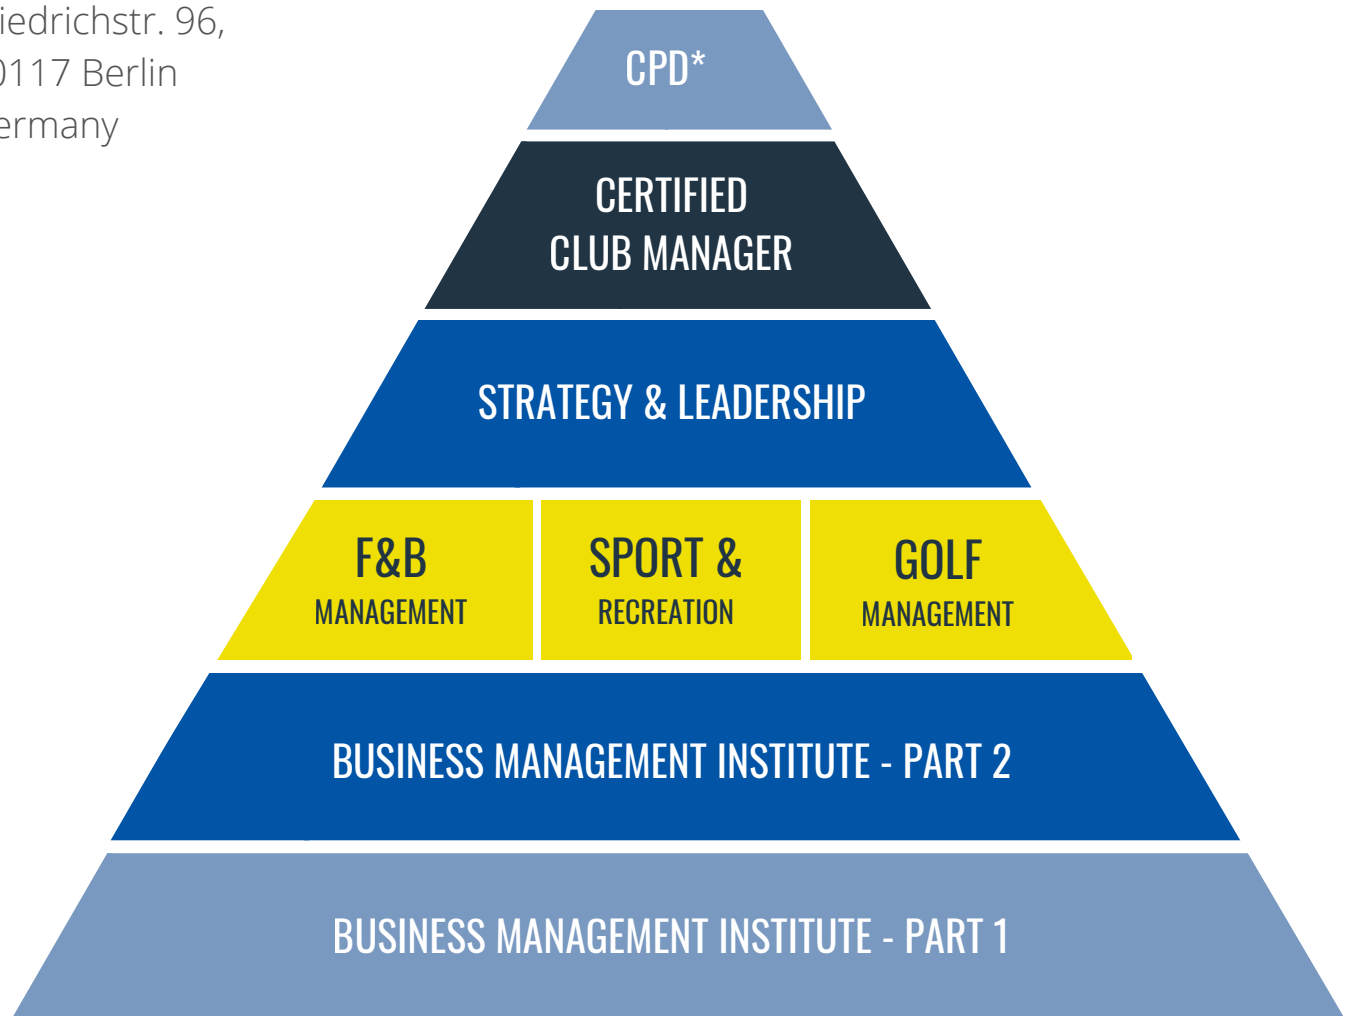 iedrichstr. 96,
0117 Berlin
ermany
CPD*
CERTIFIED
CLUB MANAGER
STRATEGY & LEADERSHIP
F&B
MANAGEMENT
SPORT &
RECREATION
GOLF
MANAGEMENT
BUSINESS MANAGEMENT INSTITUTE - PART 2
BUSINESS MANAGEMENT INSTITUTE - PART 1